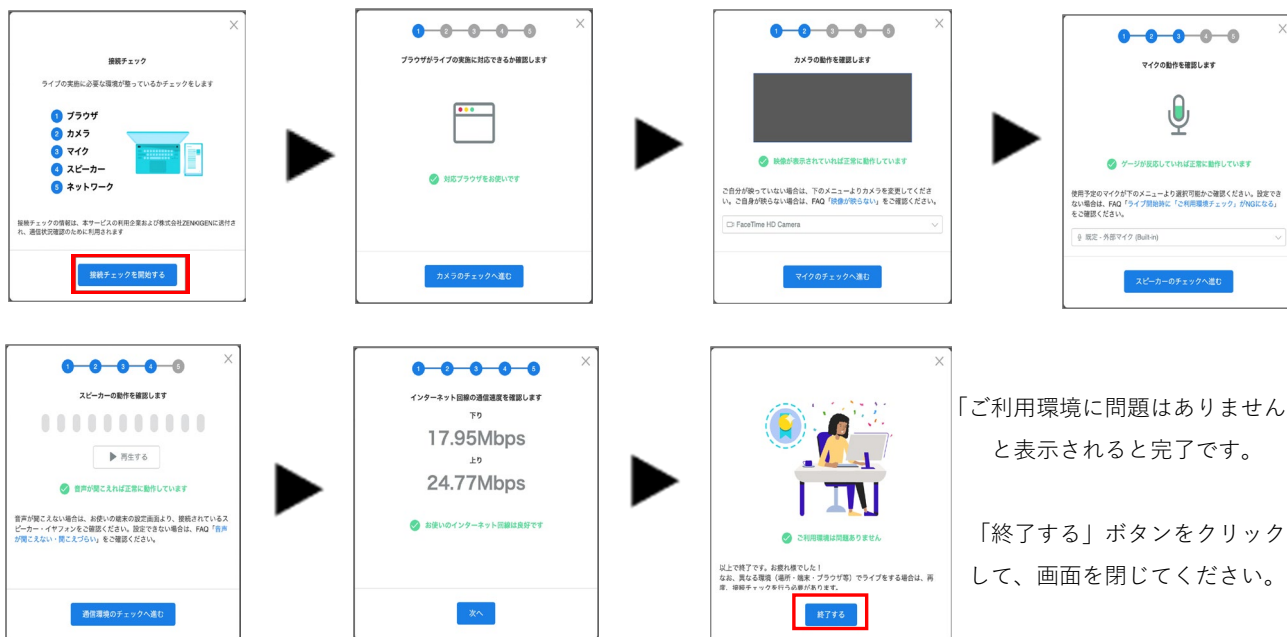 接続チェック
ライブの実施に必要な環境が整っているかチェックをします
1 ブラウザ
2 カメラ
3 マイク
4 スピーカー
5 ネットワーク
接続チェックの情報は、本サービスの利用企業および株式会社ZENKIGENに送付さ
れ、通信状況確認のために利用されます
接続チェックを開始する
1 2 3 4 5
ブラウザがライブの実施に対応できるか確認します
対応ブラウザをお使いです
カメラのチェックへ進む
1 2 3 4 5
カメラの動作を確認します
映像が表示されていれば正常に動作しています
ご自分が映っていない場合は、下のメニューよりカメラを変更してくださ
い。ご自身が映らない場合は、FAQ「映像が映らない」をご確認ください。
FaceTime HD Camera
マイクのチェックへ進む
1 2 3 4 5
マイクの動作を確認します
ゲージが反応していれば正常に動作しています
使用予定のマイクが下のメニューより選択可能かご確認ください。設定でき
ない場合は、FAQ「ライブ開始時に「ご利用環境チェック」がNGになる」
をご確認ください。
既定 - 外部マイク (Built-in)
スピーカーのチェックへ進む
1 2 3 4 5
スピーカーの動作を確認します
再生する
音声が聞こえれば正常に動作しています
音声が聞こえない場合は、お使いの端末の設定画面より、接続されているス
ピーカー・イヤフォンをご確認ください。設定できない場合は、FAQ「音声
が聞こえない・聞こえづらい」をご確認ください。
通信環境のチェックへ進む
1 2 3 4 5
インターネット回線の通信速度を確認します
下り
17.95Mbps
上り
24.77Mbps
お使いのインターネット回線は良好です
次へ
ご利用環境は問題ありません
以上で終了です。お疲れ様でした！
なお、異なる環境（場所・端末・ブラウザ等）でライブをする場合は、再
度、接続チェックを行う必要があります。
終了する
「ご利用環境に問題はありません
と表示されると完了です。
「終了する」ボタンをクリック
して、画面を閉じてください。